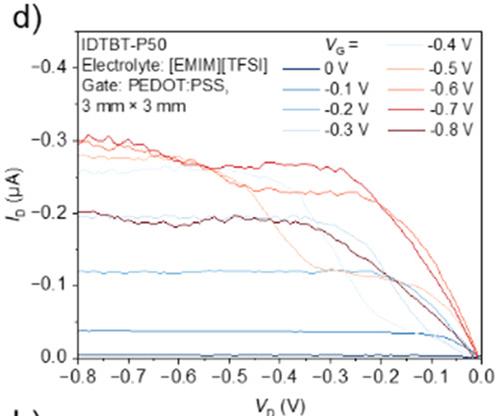 d)
IDTBT-P50
Electrolyte: [EMIM][TFSI]
Gate: PEDOT:PSS,
3 mm × 3 mm
V_G =
0 V
-0.1 V
-0.2 V
-0.3 V
-0.4 V
-0.5 V
-0.6 V
-0.7 V
-0.8 V
I_D (µA)
-0.4
-0.3
-0.2
-0.1
0.0
-0.8 -0.7 -0.6 -0.5 -0.4 -0.3 -0.2 -0.1 0.0
V_D (V)